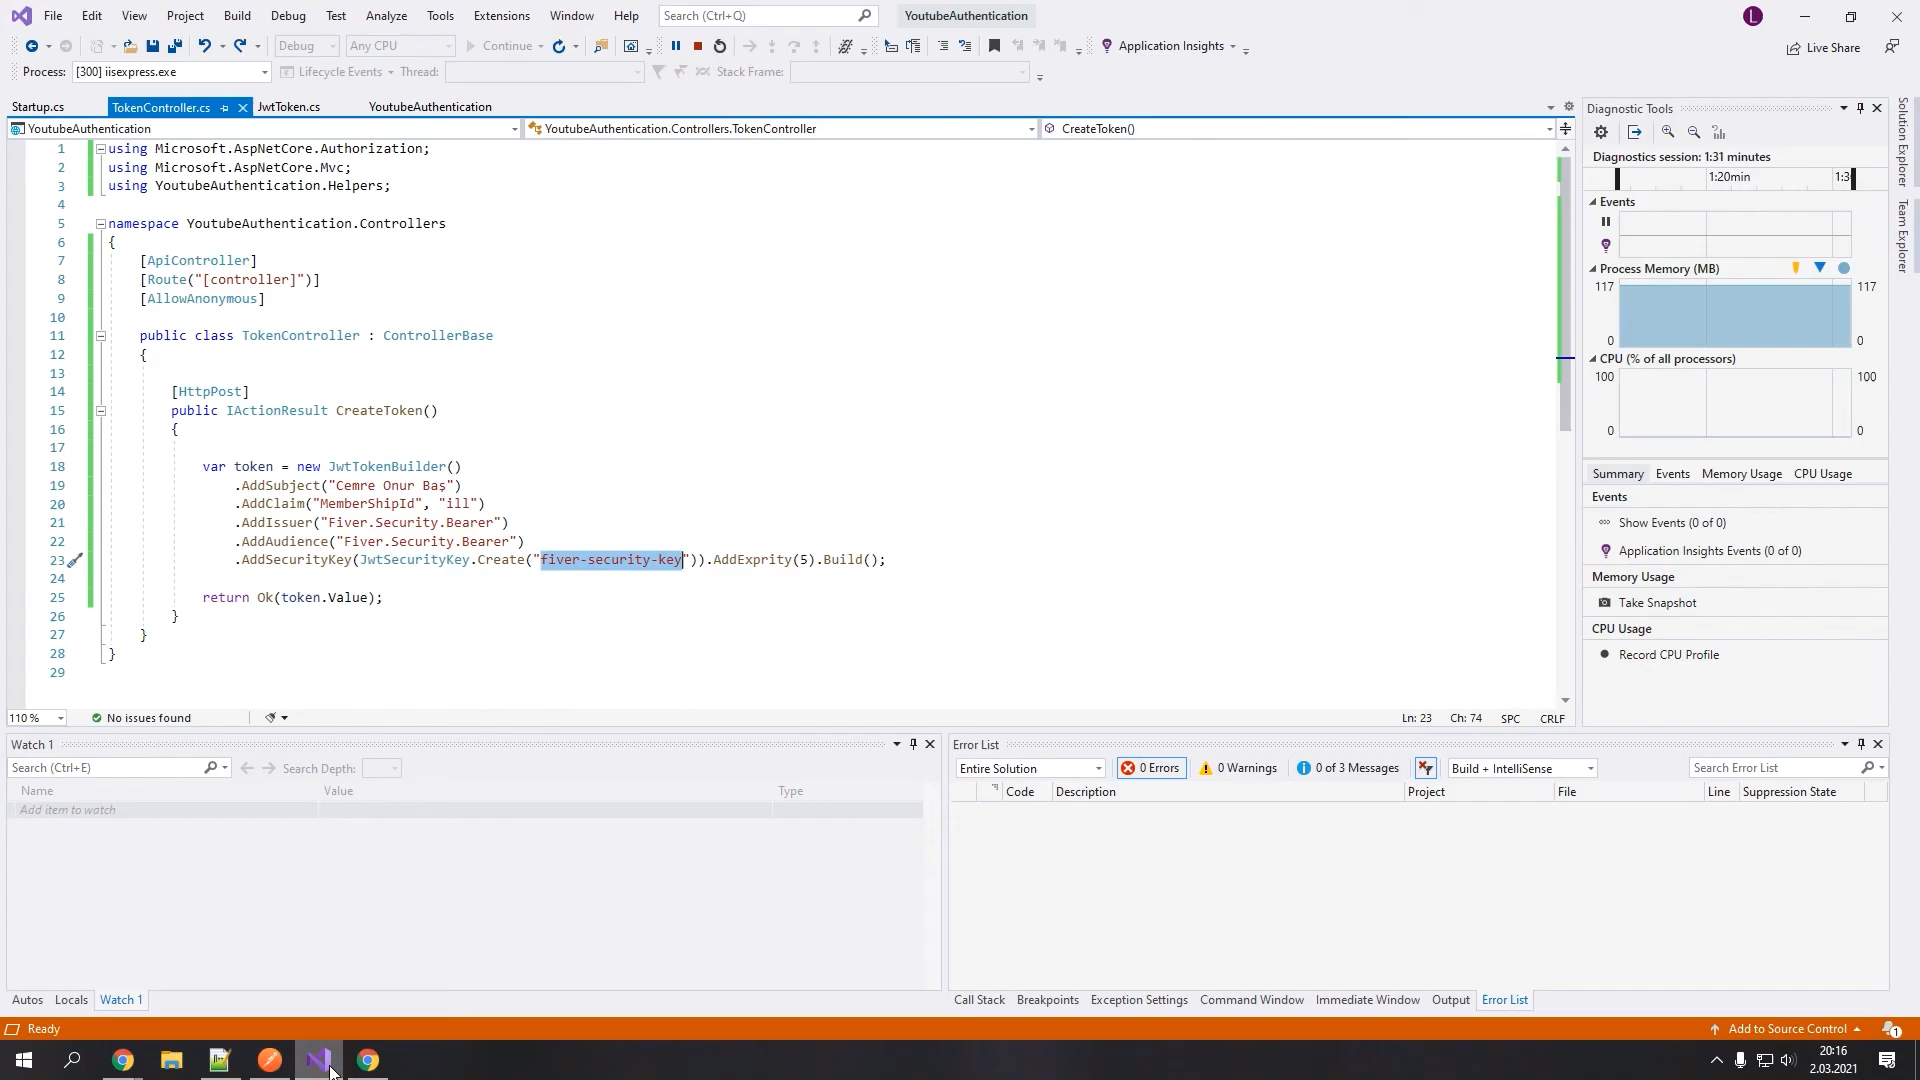 File Edit View Project Build Debug Test Analyze Tools Extensions Window Help Search (Ctrl+Q) YoutubeAuthentication L
Debug Any CPU Continue Application Insights Live Share
Process: [300] iisexpress.exe Lifecycle Events Thread: Stack Frame:
Startup.cs TokenController.cs JwtToken.cs YoutubeAuthentication
YoutubeAuthentication YoutubeAuthentication.Controllers.TokenController CreateToken()
1 using Microsoft.AspNetCore.Authorization;
2 using Microsoft.AspNetCore.Mvc;
3 using YoutubeAuthentication.Helpers;
4
5 namespace YoutubeAuthentication.Controllers
6 {
7 [ApiController]
8 [Route("[controller]")]
9 [AllowAnonymous]
10
11 public class TokenController : ControllerBase
12 {
13
14 [HttpPost]
15 public IActionResult CreateToken()
16 {
17
18 var token = new JwtTokenBuilder()
19 .AddSubject("Cemre Onur Baş")
20 .AddClaim("MemberShipId", "ill")
21 .AddIssuer("Fiver.Security.Bearer")
22 .AddAudience("Fiver.Security.Bearer")
23 .AddSecurityKey(JwtSecurityKey.Create("fiver-security-key")).AddExprity(5).Build();
24
25 return Ok(token.Value);
26 }
27 }
28 }
29
110 % No issues found Ln: 23 Ch: 74 SPC CRLF
Diagnostic Tools
Diagnostics session: 1:31 minutes
1:20min 1:3
Events
Process Memory (MB)
117 117
0 0
CPU (% of all processors)
100 100
0 0
Summary Events Memory Usage CPU Usage
Events
Show Events (0 of 0)
Application Insights Events (0 of 0)
Memory Usage
Take Snapshot
CPU Usage
Record CPU Profile
Solution Explorer
Team Explorer
Watch 1
Search (Ctrl+E) Search Depth:
Name Value Type
Add item to watch
Autos Locals Watch 1
Error List
Entire Solution 0 Errors 0 Warnings 0 of 3 Messages Build + IntelliSense Search Error List
Code Description Project File Line Suppression State
Call Stack Breakpoints Exception Settings Command Window Immediate Window Output Error List
Ready Add to Source Control 1
20:16
2.03.2021